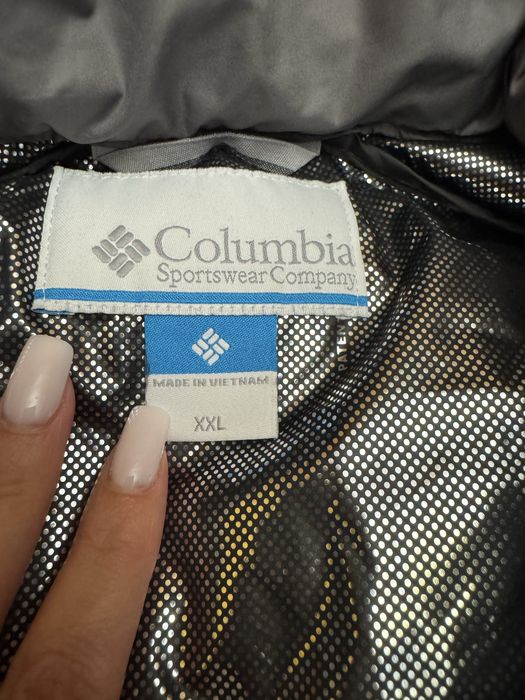 Columbia
Sportswear Company
MADE IN VIETNAM
XXL